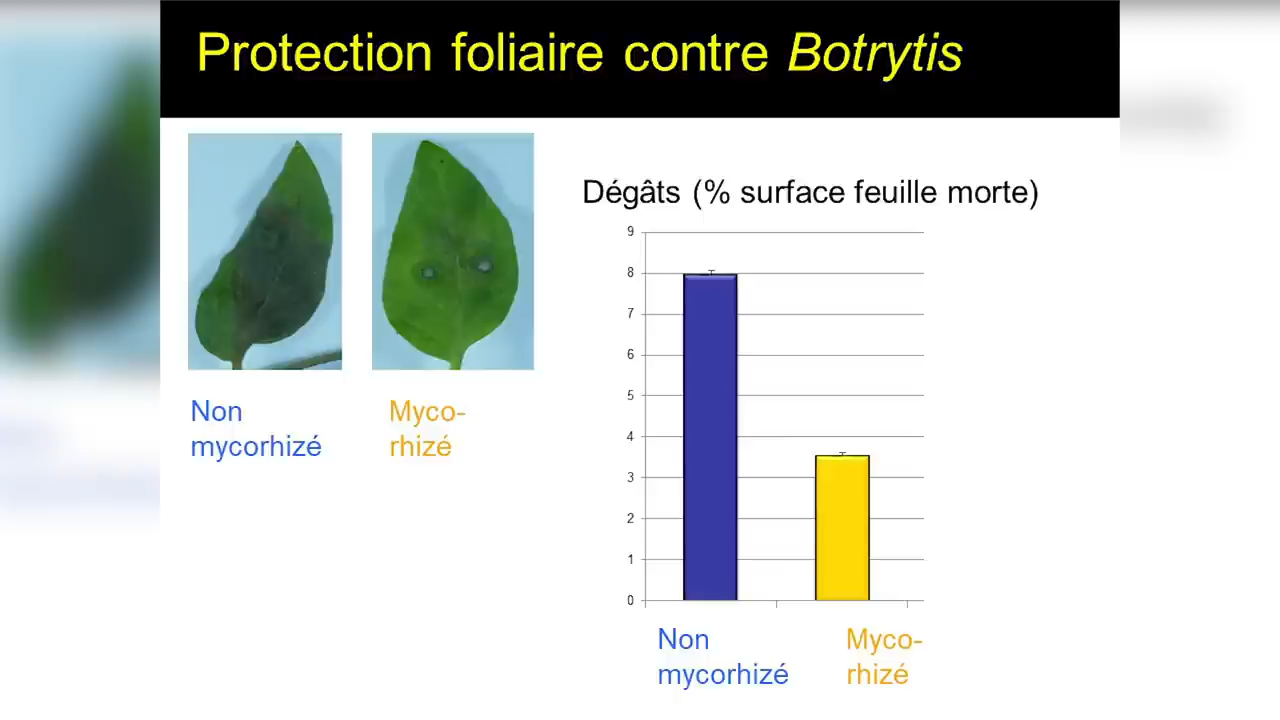 Protection foliaire contre Botrytis
Non
mycorhizé
Myco-
rhizé
Dégâts (% surface feuille morte)
9
8
7
6
5
4
3
2
1
0
Non
mycorhizé
Myco-
rhizé